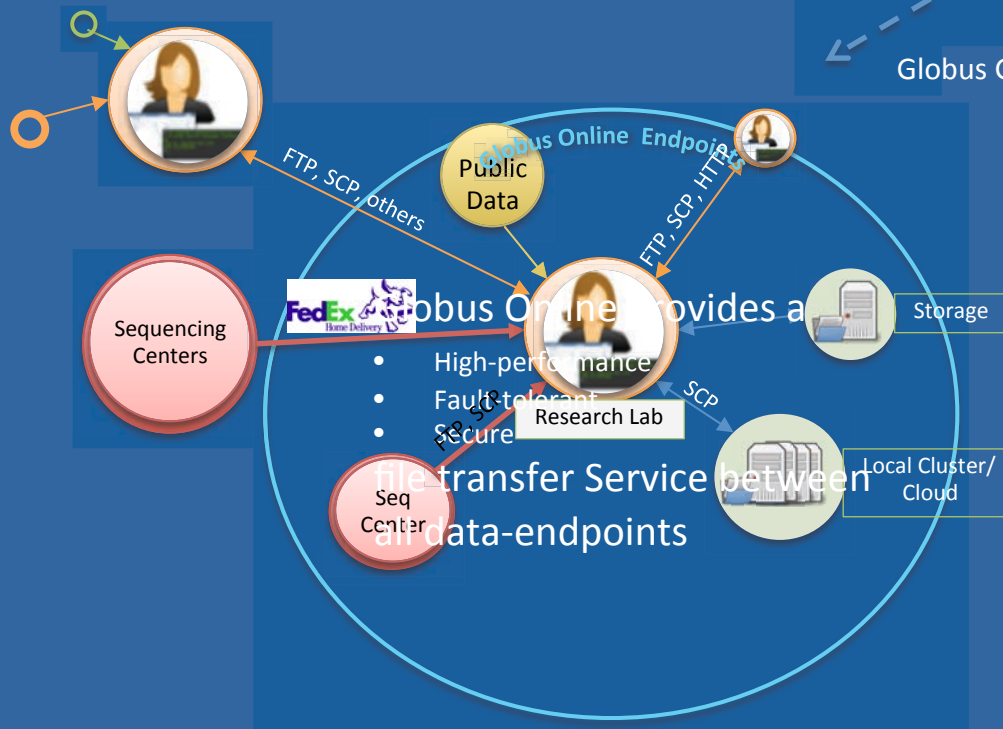 Globus O
Globus Online Endpoints
Public
Data
FTP, SCP, others
FTP, SCP, HTTP
FedEx
Home Delivery
Globus Online provides a
Sequencing
Centers
Storage
• High-performance
• Fault-tolerant
• Secure
FTP, SCP
SCP
Research Lab
file transfer Service between
all data-endpoints
Seq
Center
Local Cluster/
Cloud